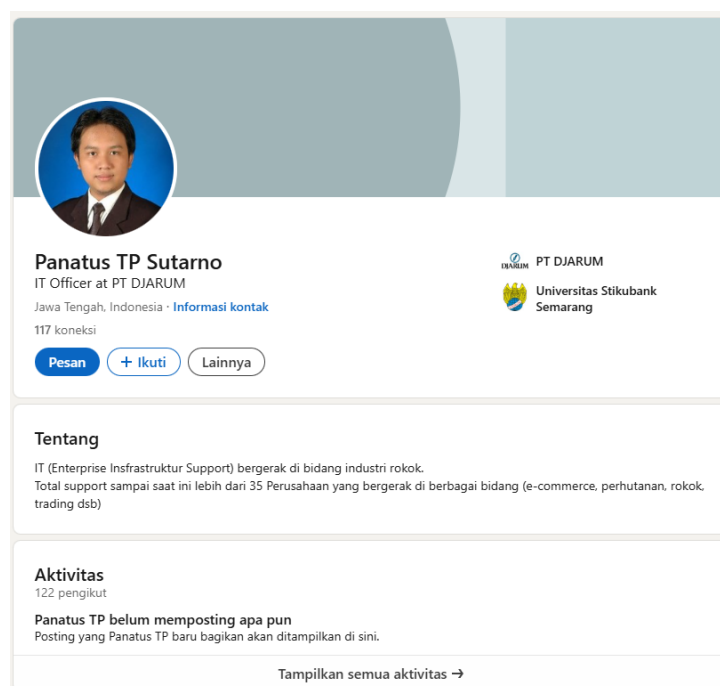 Panatus TP Sutarno
IT Officer at PT DJARUM
Jawa Tengah, Indonesia · Informasi kontak
117 koneksi
Pesan
+ Ikuti
Lainnya
DJARUM
PT DJARUM
Universitas Stikubank
Semarang
Tentang
IT (Enterprise Insfrastruktur Support) bergerak di bidang industri rokok.
Total support sampai saat ini lebih dari 35 Perusahaan yang bergerak di berbagai bidang (e-commerce, perhutanan, rokok,
trading dsb)
Aktivitas
122 pengikut
Panatus TP belum memposting apa pun
Posting yang Panatus TP baru bagikan akan ditampilkan di sini.
Tampilkan semua aktivitas →